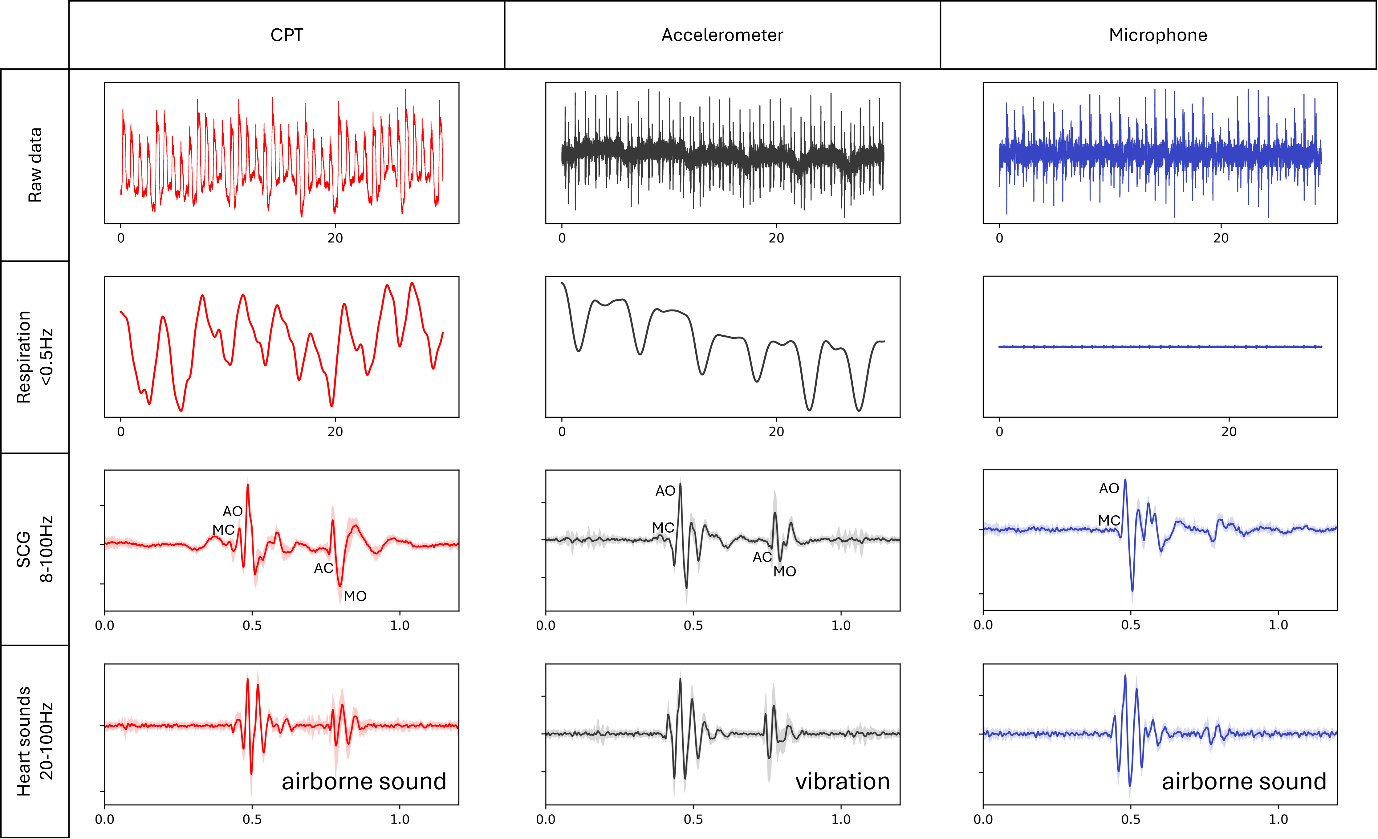 CPT
Accelerometer
Microphone
Raw data
0
20
0
20
0
20
Respiration
<0.5Hz
0
20
0
20
0
20
SCG
8-100Hz
AO
MC
AC
MO
0.0
0.5
1.0
AO
MC
AC
MO
0.0
0.5
1.0
AO
MC
0.0
0.5
1.0
Heart sounds
20-100Hz
airborne sound
0.0
0.5
1.0
vibration
0.0
0.5
1.0
airborne sound
0.0
0.5
1.0